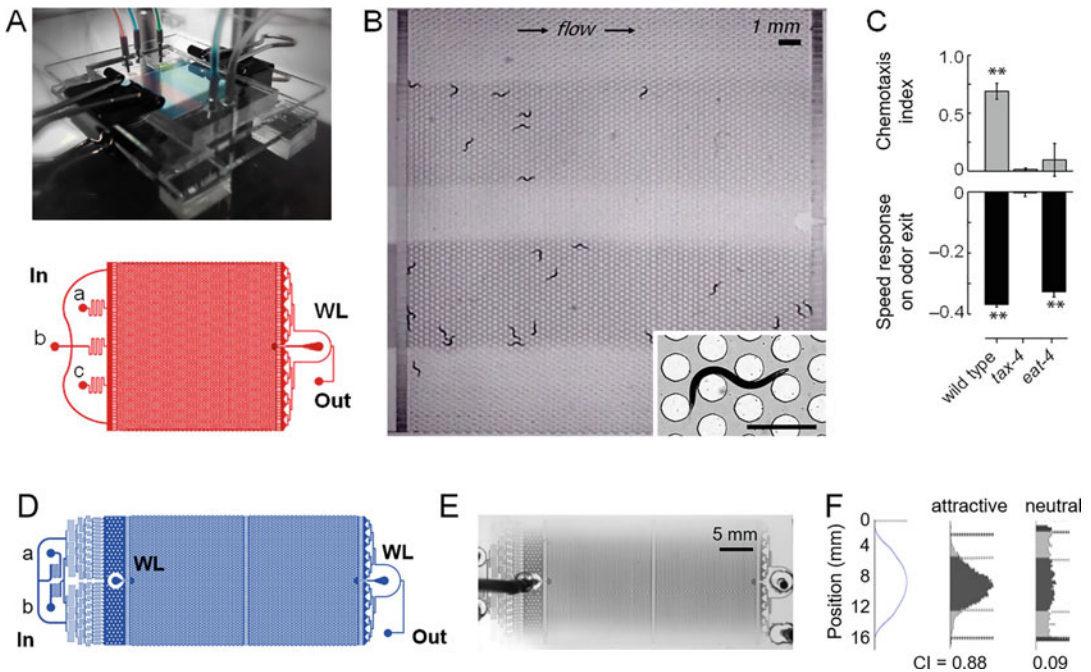 A
B
flow
1 mm
C
1.0
0.5
0
Chemotaxis
index
**
0
−0.2
−0.4
Speed response
on odor exit
**
**
wild type
tax-4
eat-4
In
a
b
c
WL
Out
D
a
b
In
WL
WL
Out
E
5 mm
F
attractive
neutral
Position (mm)
0
4
8
12
16
CI = 0.88
0.09